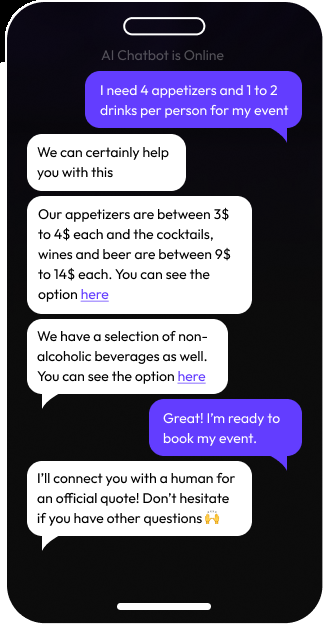 AI Chatbot is Online
I need 4 appetizers and 1 to 2
drinks per person for my event
We can certainly help
you with this
Our appetizers are between 3$
to 4$ each and the cocktails,
wines and beer are between 9$
to 14$ each. You can see the
option here
We have a selection of non-
alcoholic beverages as well.
You can see the option here
Great! I’m ready to
book my event.
I’ll connect you with a human for
an official quote! Don’t hesitate
if you have other questions 🙌